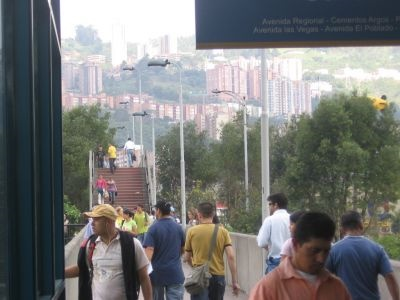 Avenida Regional - Cementos Argos - P
Avenida las Vegas - Avenida El Poblado